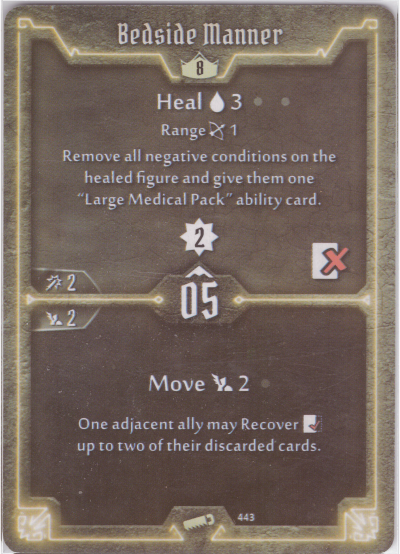 Bedside Manner
8
Heal 3
Range 1
Remove all negative conditions on the
healed figure and give them one
"Large Medical Pack" ability card.
2
2
05
2
Move 2
One adjacent ally may Recover
up to two of their discarded cards.
443